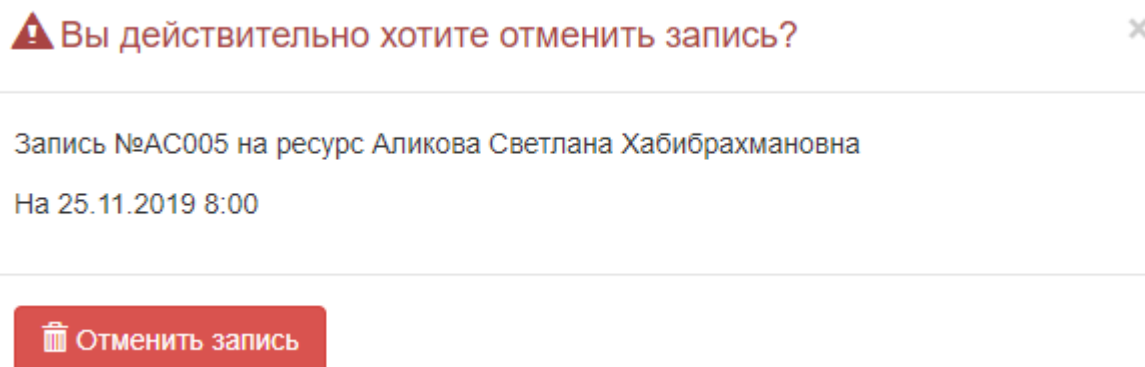 Вы действительно хотите отменить запись?
Запись №АС005 на ресурс Аликова Светлана Хабибрахмановна
На 25.11.2019 8:00
Отменить запись